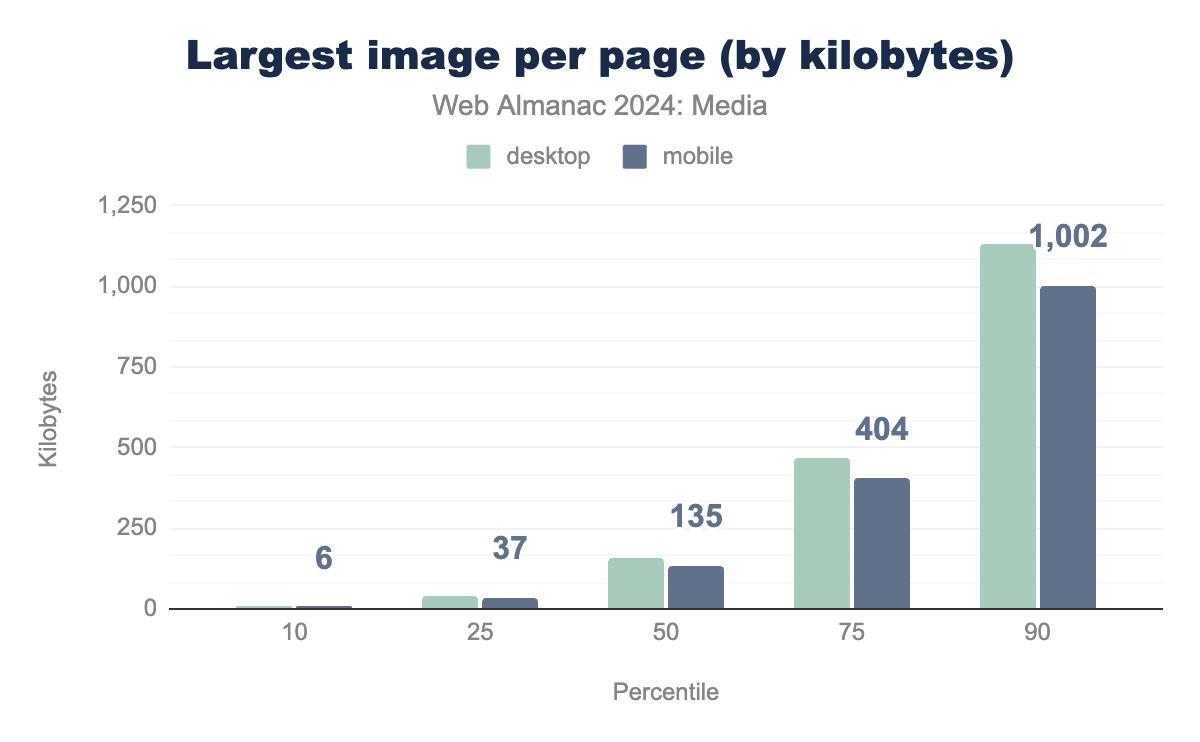 Largest image per page (by kilobytes)
Web Almanac 2024: Media
desktop mobile
1,250
1,000
750
500
250
0
Kilobytes
6
37
135
404
1,002
10 25 50 75 90
Percentile